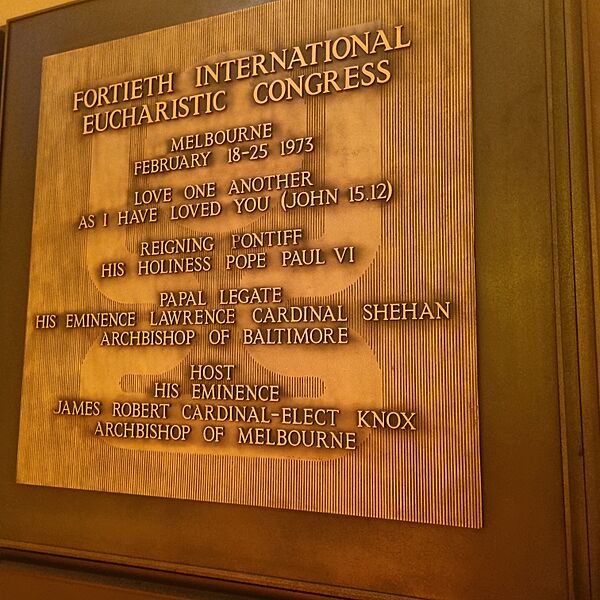 FORTIETH INTERNATIONAL
EUCHARISTIC CONGRESS
MELBOURNE
FEBRUARY 18-25 1973
LOVE ONE ANOTHER
AS I HAVE LOVED YOU (JOHN 15.12)
REIGNING PONTIFF
HIS HOLINESS POPE PAUL VI
PAPAL LEGATE
HIS EMINENCE LAWRENCE CARDINAL SHEHAN
ARCHBISHOP OF BALTIMORE
HOST
HIS EMINENCE
JAMES ROBERT CARDINAL-ELECT KNOX
ARCHBISHOP OF MELBOURNE